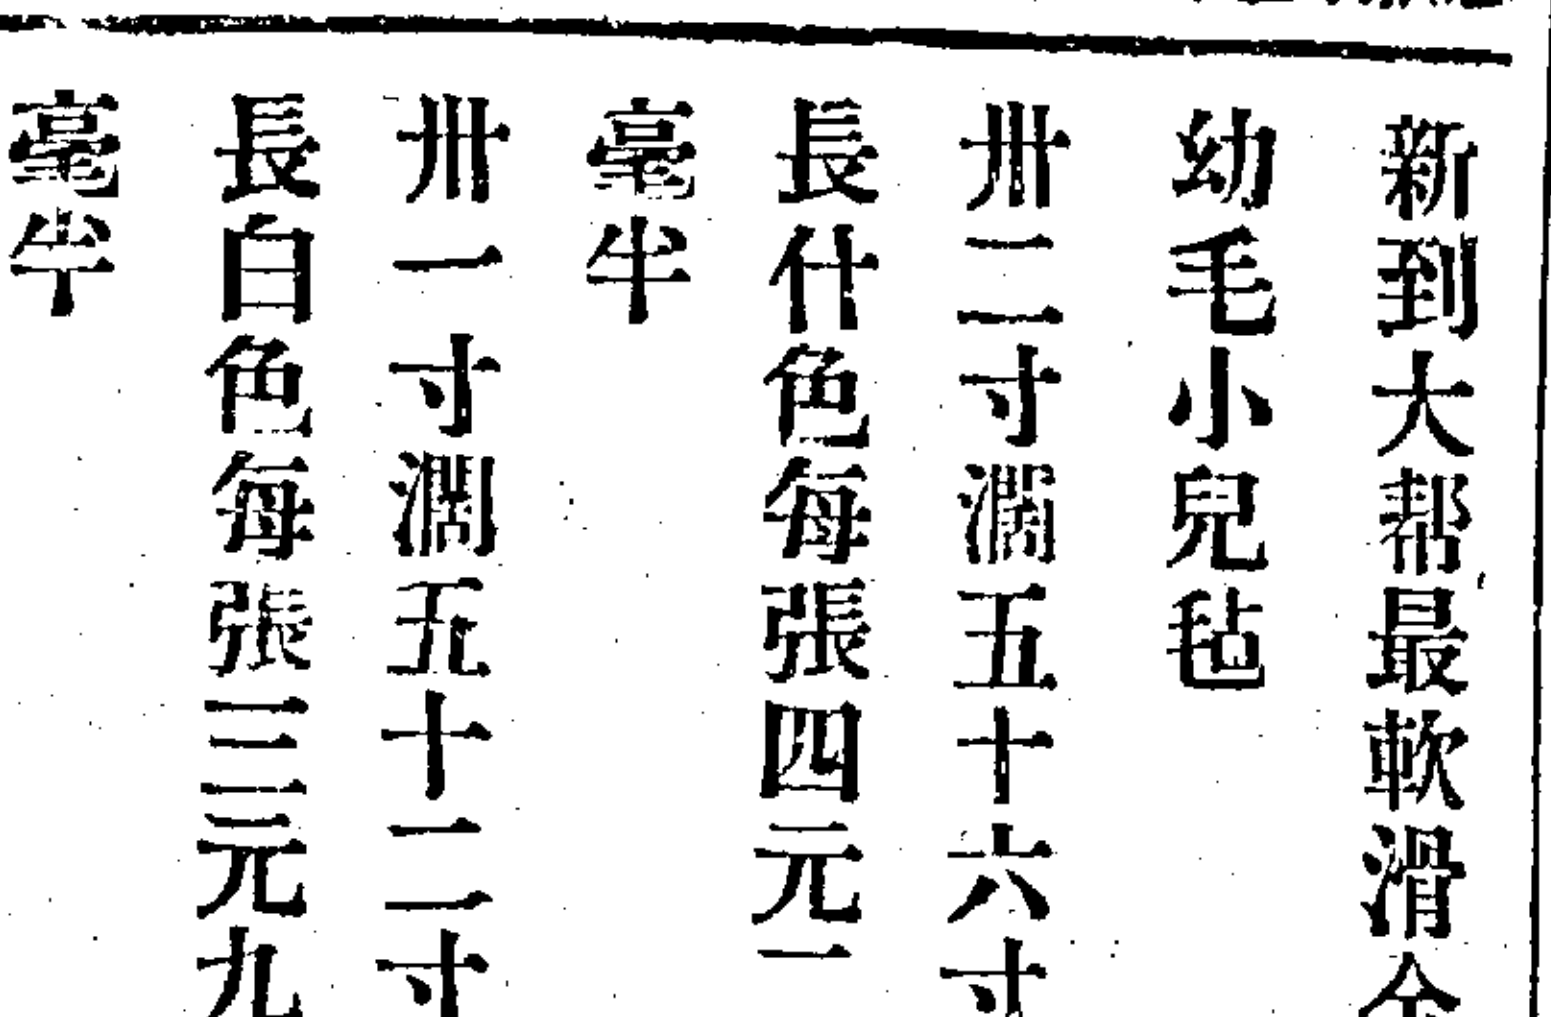 新到大帮最軟滑全
幼毛小兒毡
卅二寸濶五十六寸
長什色每張四元一
毫半
卅一寸濶五十二寸
長白色每張三元九
毫半